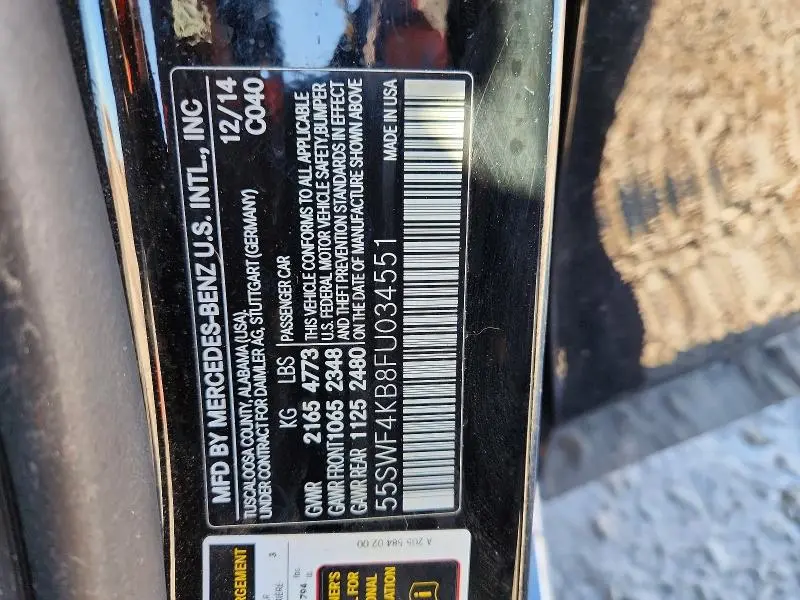 MFD BY MERCEDES-BENZ U.S. INTL., INC
TUSCALOOSA COUNTY, ALABAMA (USA),
UNDER CONTRACT FOR DAIMLER AG, STUTTGART (GERMANY)
12/14
C040
KG LBS PASSENGER CAR
GVWR 2165 4773
GAWR FRONT 1065 2348
GAWR REAR 1125 2480
THIS VEHICLE CONFORMS TO ALL APPLICABLE
U.S. FEDERAL MOTOR VEHICLE SAFETY, BUMPER
AND THEFT PREVENTION STANDARDS IN EFFECT
ON THE DATE OF MANUFACTURE SHOWN ABOVE
55SWF4KB8FU034551
MADE IN USA
A 205 584 02 00
3
lbs